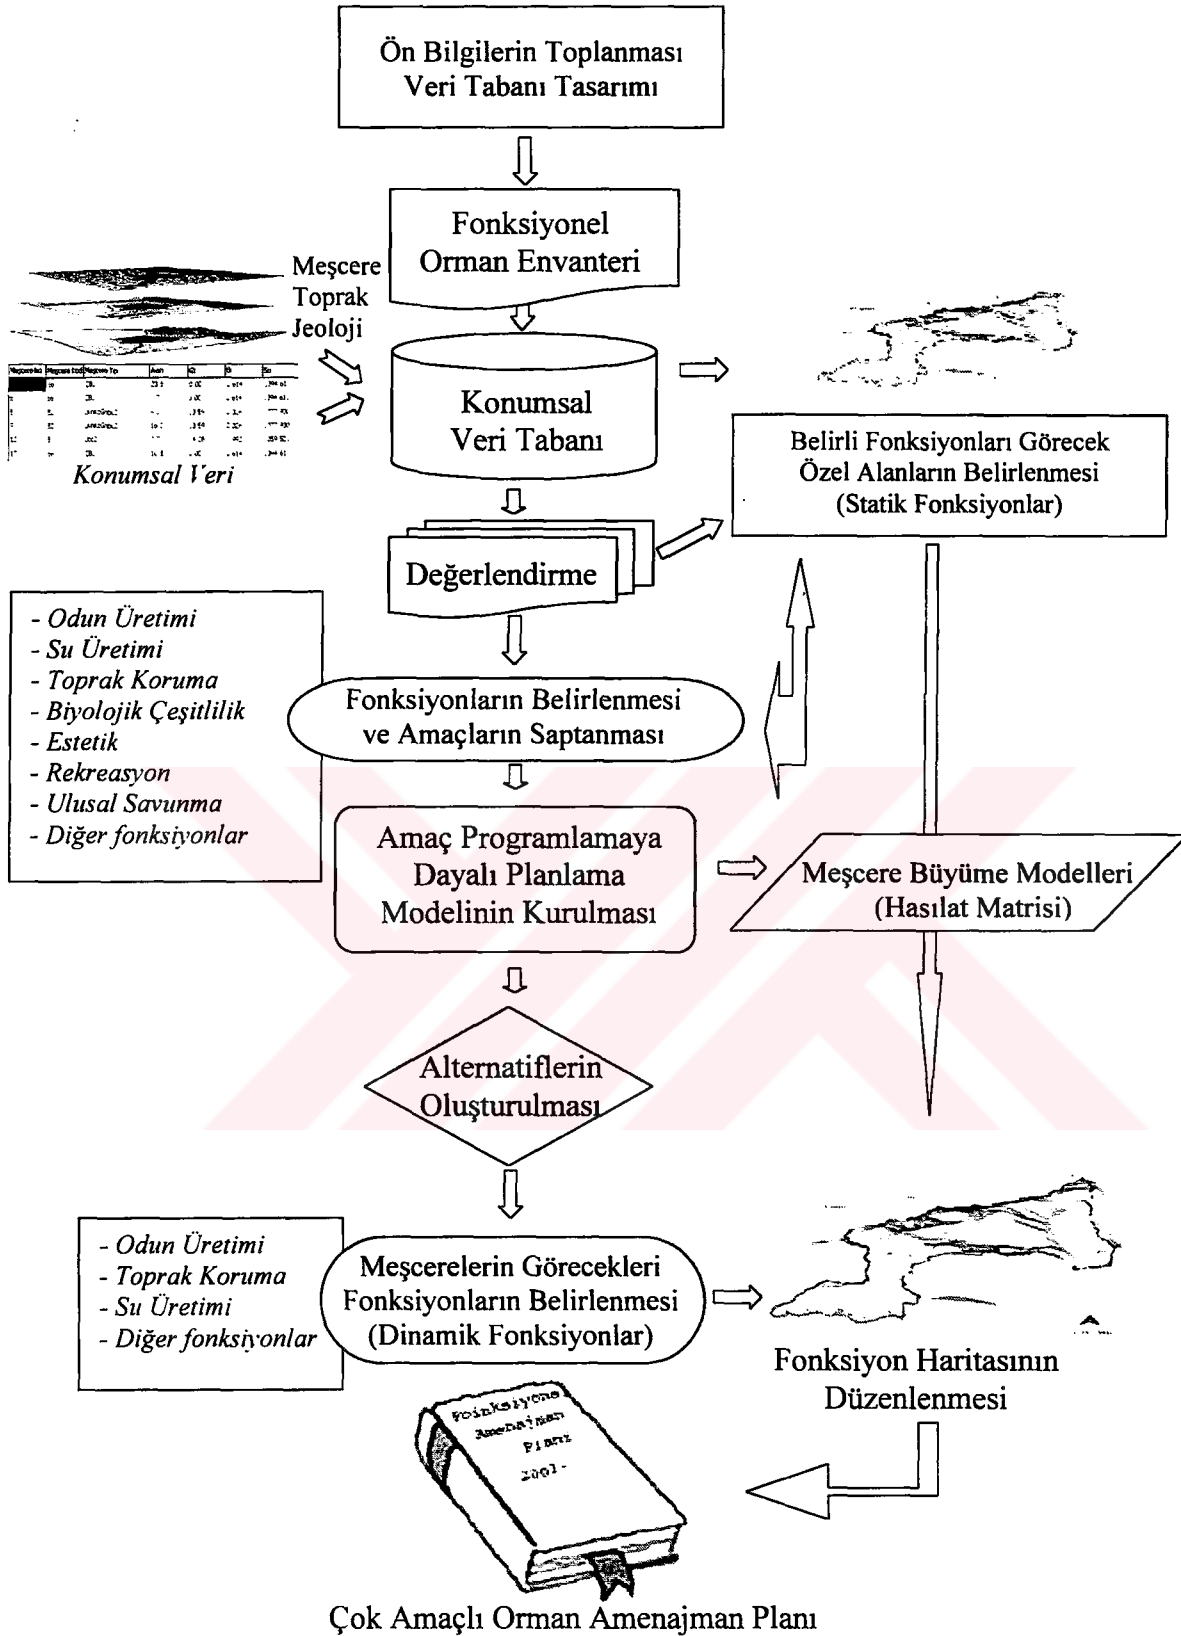 Ön Bilgilerin Toplanması
Veri Tabanı Tasarımı
Fonksiyonel
Orman Envanteri
Meşcere
Toprak
Jeoloji
Konumsal Veri
Konumsal
Veri Tabanı
Belirli Fonksiyonları Görecek
Özel Alanların Belirlenmesi
(Statik Fonksiyonlar)
Değerlendirme
- Odun Üretimi
- Su Üretimi
- Toprak Koruma
- Biyolojik Çeşitlilik
- Estetik
- Rekreasyon
- Ulusal Savunma
- Diğer fonksiyonlar
Fonksiyonların Belirlenmesi
ve Amaçların Saptanması
Amaç Programlamaya
Dayalı Planlama
Modelinin Kurulması
Meşcere Büyüme Modelleri
(Hasılat Matrisi)
Alternatiflerin
Oluşturulması
- Odun Üretimi
- Toprak Koruma
- Su Üretimi
- Diğer fonksiyonlar
Meşcerelerin Görecekleri
Fonksiyonların Belirlenmesi
(Dinamik Fonksiyonlar)
Fonksiyon Haritasının
Düzenlenmesi
Amenajman
Çok Amaçlı Orman Amenajman Planı